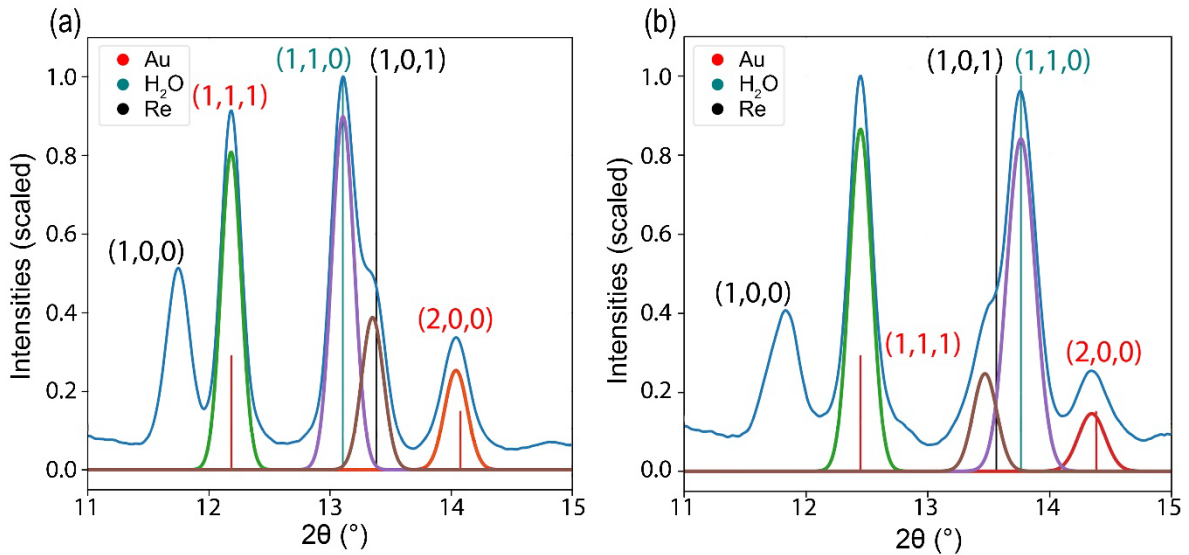 (a)
Au
H₂O
Re
(1,1,0)
(1,0,1)
(1,1,1)
(1,0,0)
(2,0,0)
Intensities (scaled)
1.0
0.8
0.6
0.4
0.2
0.0
11
12
13
14
15
2θ (°)
(b)
Au
H₂O
Re
(1,0,1)
(1,1,0)
(1,0,0)
(1,1,1)
(2,0,0)
Intensities (scaled)
1.0
0.8
0.6
0.4
0.2
0.0
11
12
13
14
15
2θ (°)